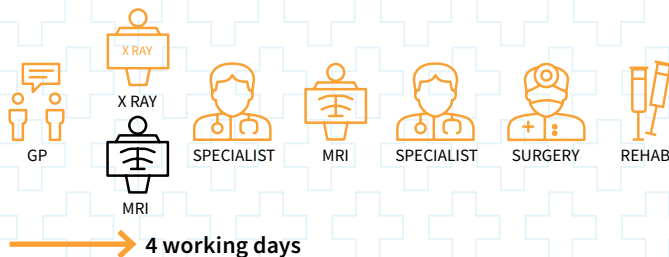 X RAY
X RAY
GP
SPECIALIST
MRI
SPECIALIST
SURGERY
REHAB
MRI
4 working days